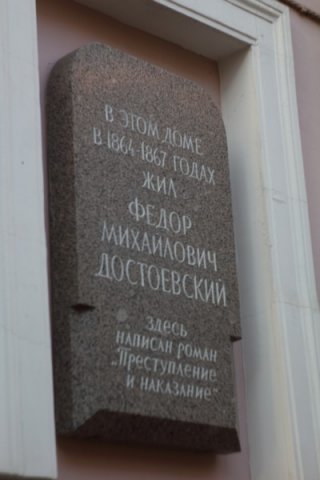 В ЭТОМ ДОМЕ
В 1864-1867 ГОДАХ
ЖИЛ
ФЕДОР
МИХАЙЛОВИЧ
ДОСТОЕВСКИЙ
ЗДЕСЬ
НАПИСАН РОМАН
„ПРЕСТУПЛЕНИЕ
И НАКАЗАНИЕ"